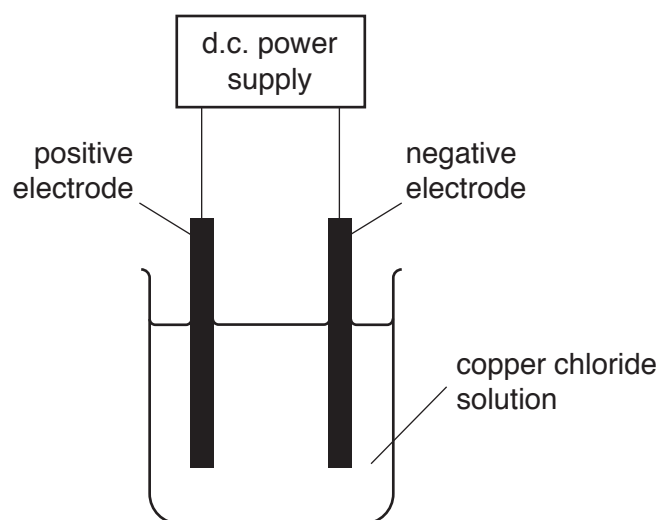 d.c. power
supply
positive
electrode
negative
electrode
copper chloride
solution